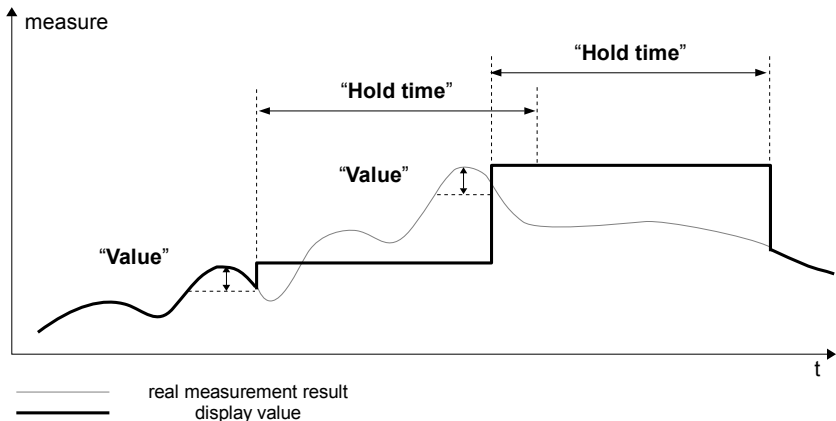 measure
“Hold time”
“Hold time”
“Value”
“Value”
t
real measurement result
display value